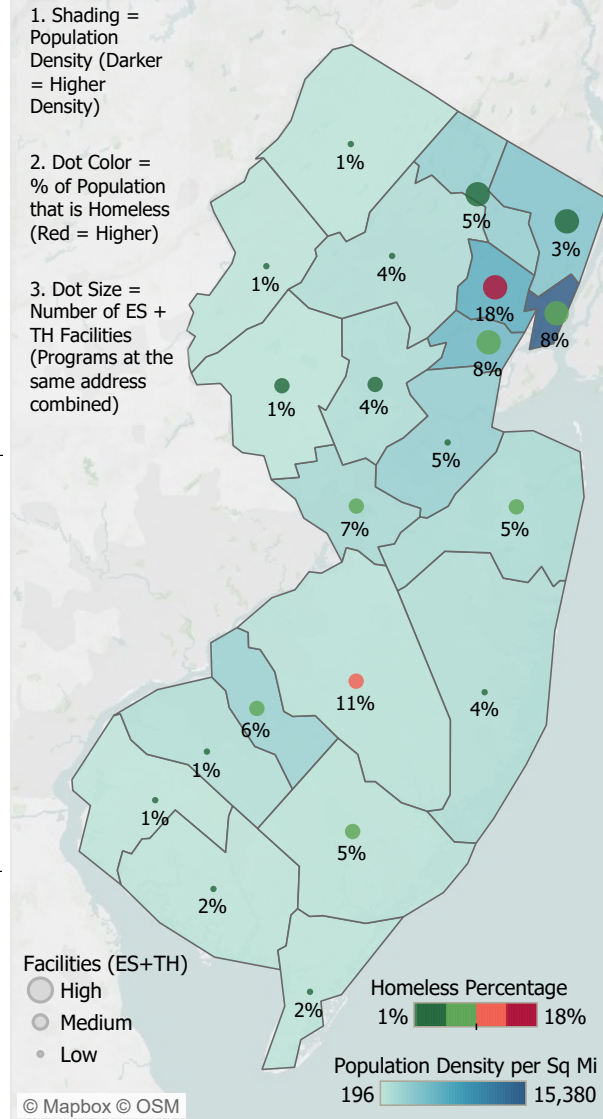 1. Shading =
Population
Density (Darker
= Higher
Density)
2. Dot Color =
% of Population
that is Homeless
(Red = Higher)
3. Dot Size =
Number of ES +
TH Facilities
(Programs at the
same address
combined)
1%
5%
3%
1%
4%
18%
8%
8%
1%
4%
5%
7%
5%
11%
4%
6%
1%
1%
5%
2%
2%
Facilities (ES+TH)
High
Medium
Low
Homeless Percentage
1% 18%
Population Density per Sq Mi
196 15,380
© Mapbox © OSM